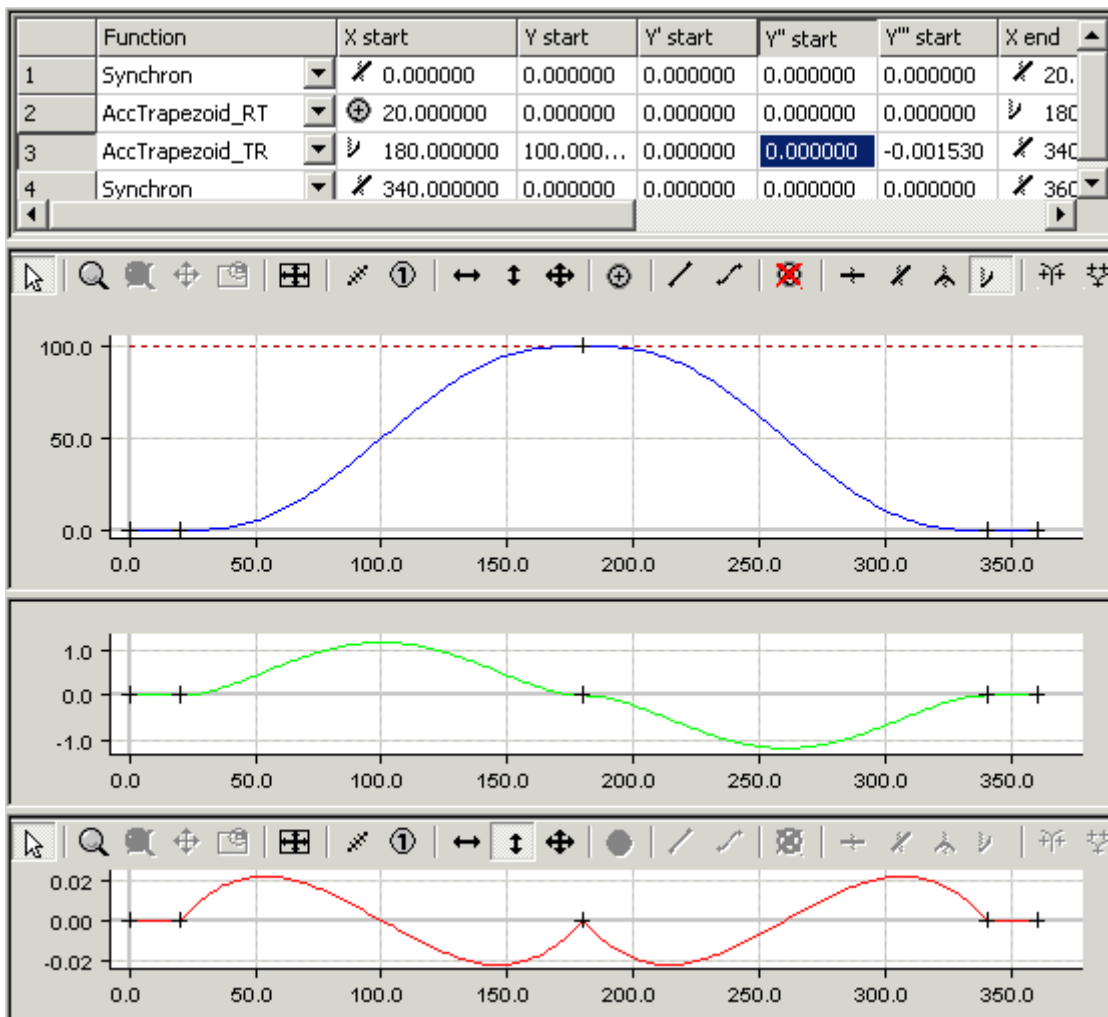 Function X start Y start Y' start Y" start Y"' start X end
1 Synchron 0.000000 0.000000 0.000000 0.000000 0.000000 20.
2 AccTrapezoid_RT 20.000000 0.000000 0.000000 0.000000 0.000000 180
3 AccTrapezoid_TR 180.000000 100.000... 0.000000 0.000000 -0.001530 340
4 Synchron 340.000000 0.000000 0.000000 0.000000 0.000000 360
1
100.0
50.0
0.0
0.0 50.0 100.0 150.0 200.0 250.0 300.0 350.0
1.0
0.0
-1.0
0.0 50.0 100.0 150.0 200.0 250.0 300.0 350.0
1
0.02
0.00
-0.02
0.0 50.0 100.0 150.0 200.0 250.0 300.0 350.0